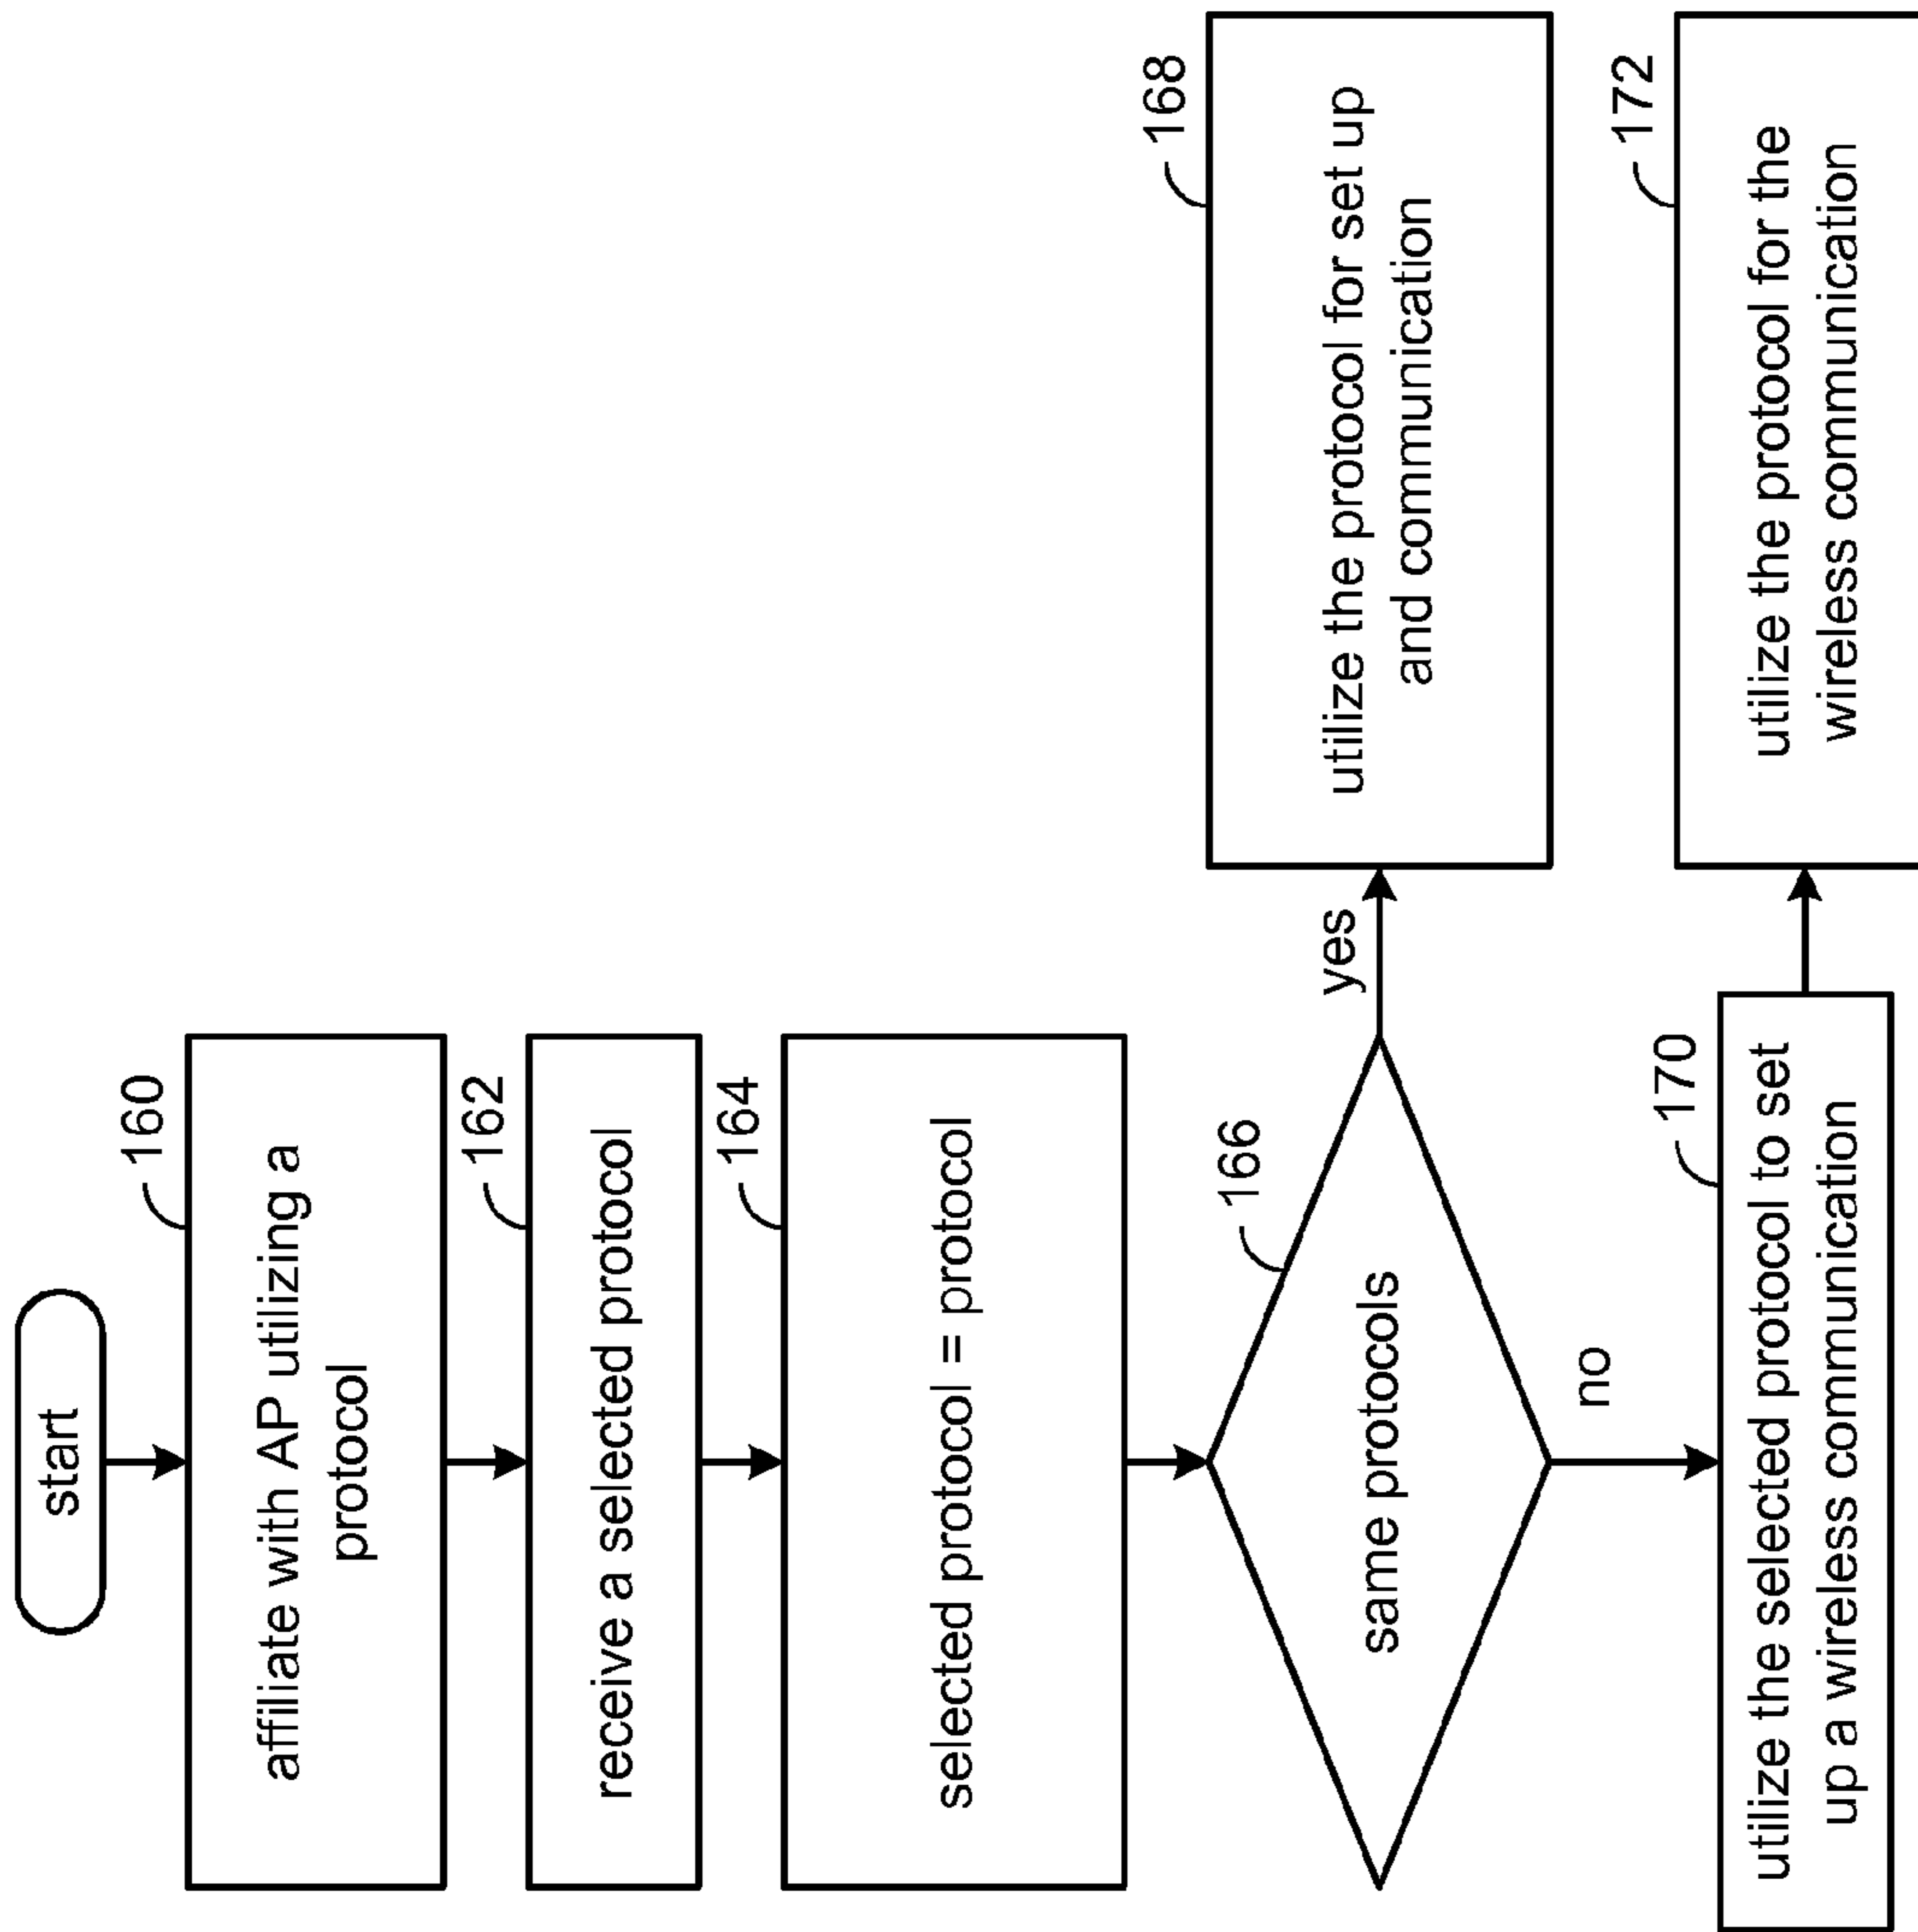 start
160
affiliate with AP utilizing a
protocol
162
receive a selected protocol
164
selected protocol = protocol
166
same protocols
yes
168
utilize the protocol for set up
and communication
no
170
utilize the selected protocol to set
up a wireless communication
172
utilize the protocol for the
wireless communication